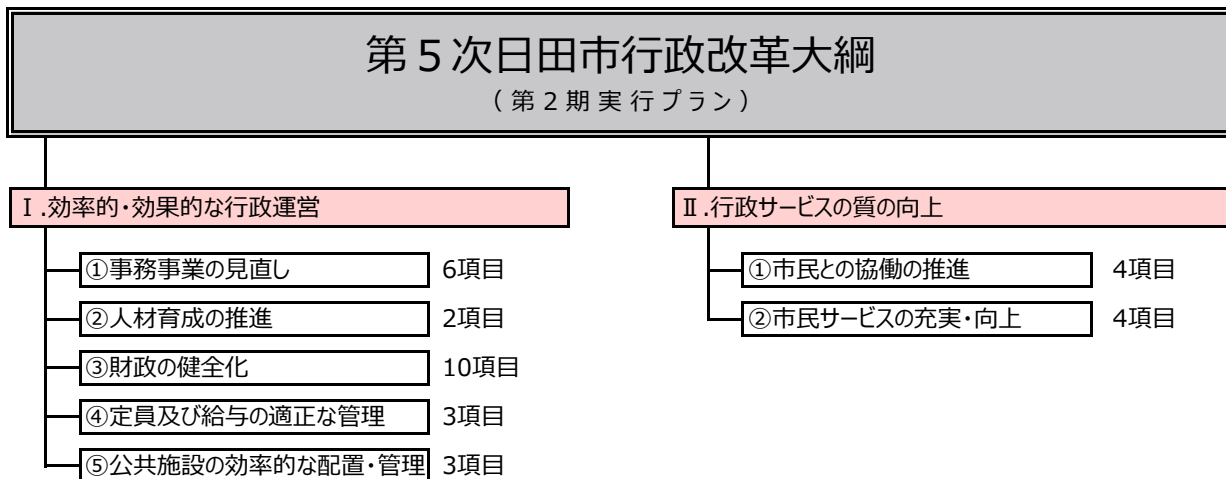 第5次日田市行政改革大綱
(第2期実行プラン)
Ⅰ.効率的・効果的な行政運営
①事務事業の見直し 6項目
②人材育成の推進 2項目
③財政の健全化 10項目
④定員及び給与の適正な管理 3項目
⑤公共施設の効率的な配置・管理 3項目
Ⅱ.行政サービスの質の向上
①市民との協働の推進 4項目
②市民サービスの充実・向上 4項目